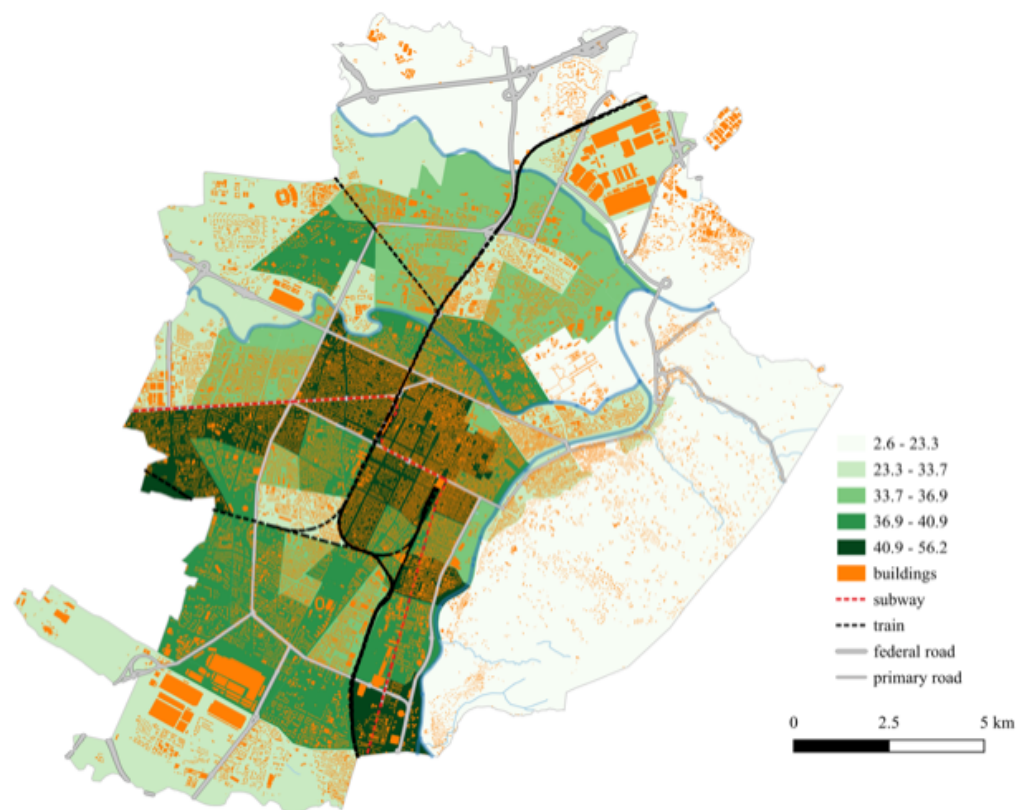 2.6 - 23.3
23.3 - 33.7
33.7 - 36.9
36.9 - 40.9
40.9 - 56.2
buildings
subway
train
federal road
primary road
0 2.5 5 km